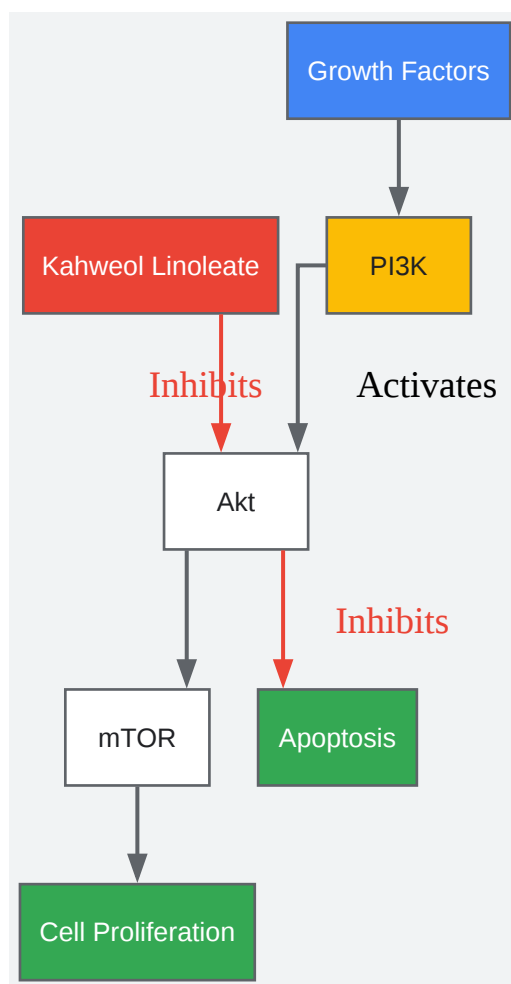 Growth Factors
Kahweol Linoleate
PI3K
Inhibits
Activates
Akt
Inhibits
mTOR
Apoptosis
Cell Proliferation